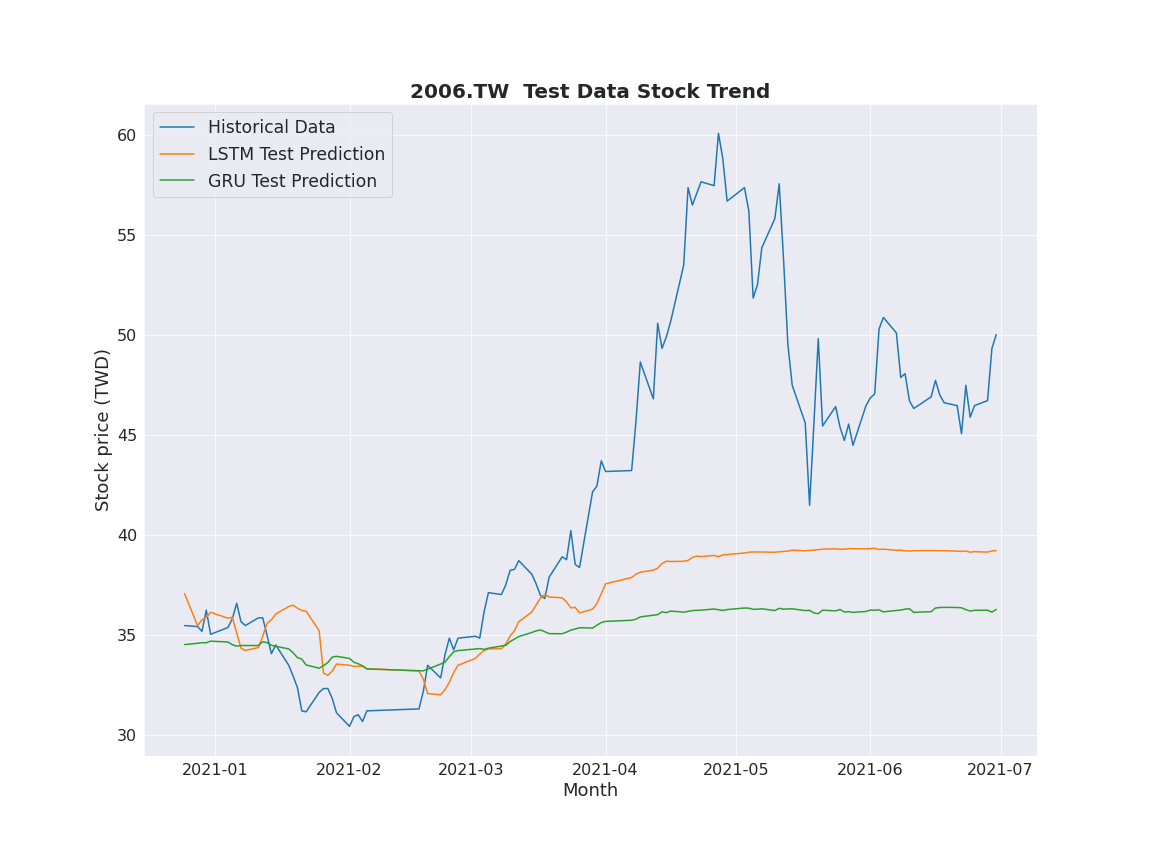 2006.TW  Test Data Stock Trend
Historical Data
LSTM Test Prediction
GRU Test Prediction
60
55
50
45
40
35
30
Stock price (TWD)
2021-01
2021-02
2021-03
2021-04
2021-05
2021-06
2021-07
Month